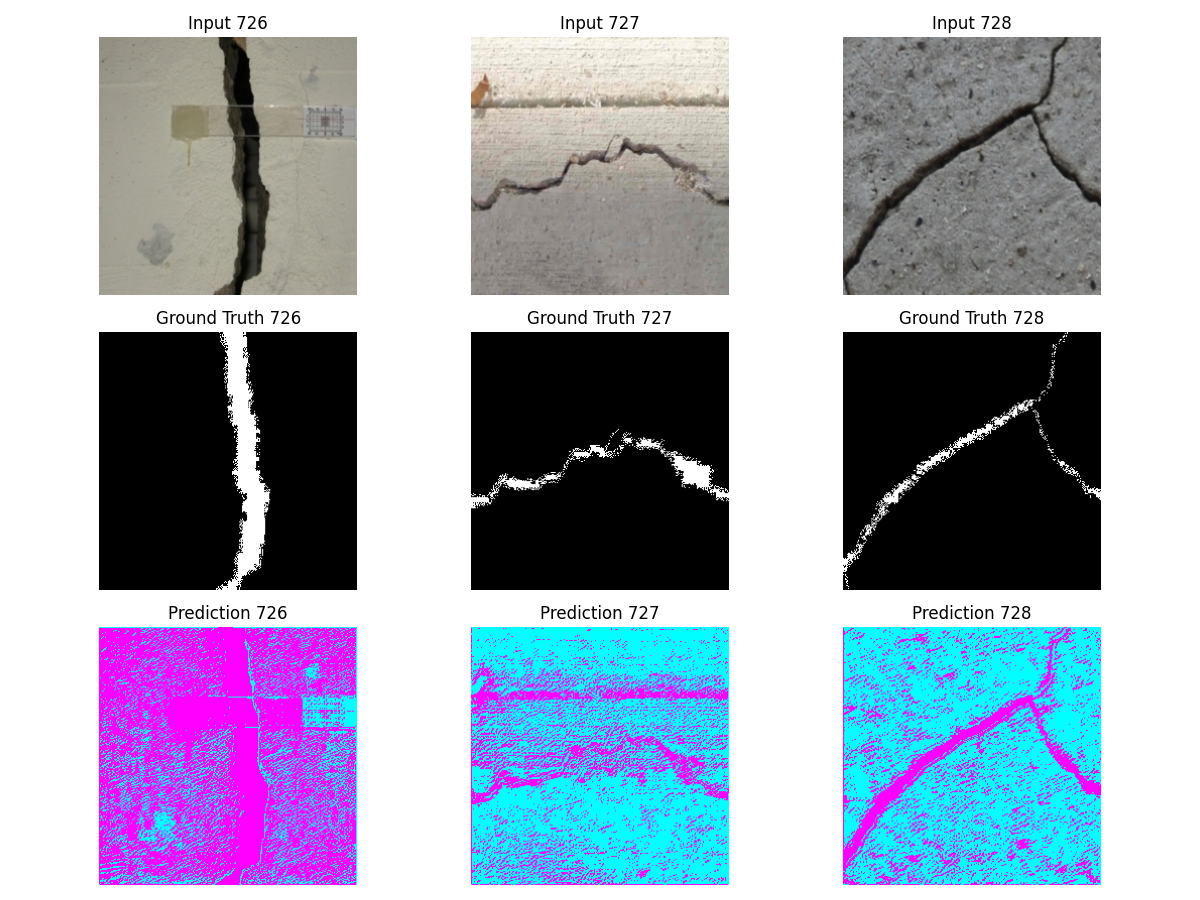 Input 726
Input 727
Input 728
Ground Truth 726
Ground Truth 727
Ground Truth 728
Prediction 726
Prediction 727
Prediction 728